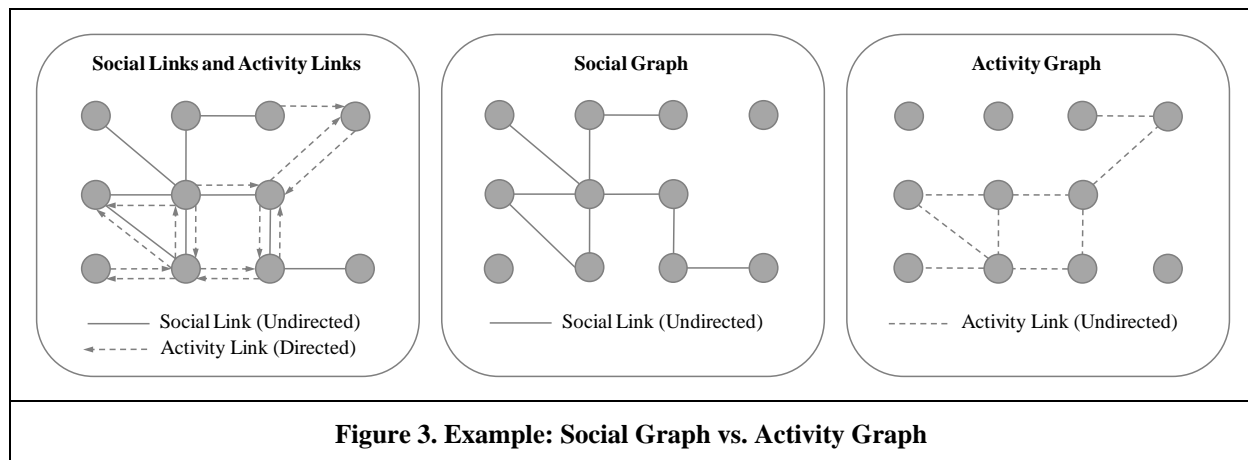 Social Links and Activity Links
Social Link (Undirected)
Activity Link (Directed)
Social Graph
Social Link (Undirected)
Activity Graph
Activity Link (Undirected)
Figure 3. Example: Social Graph vs. Activity Graph